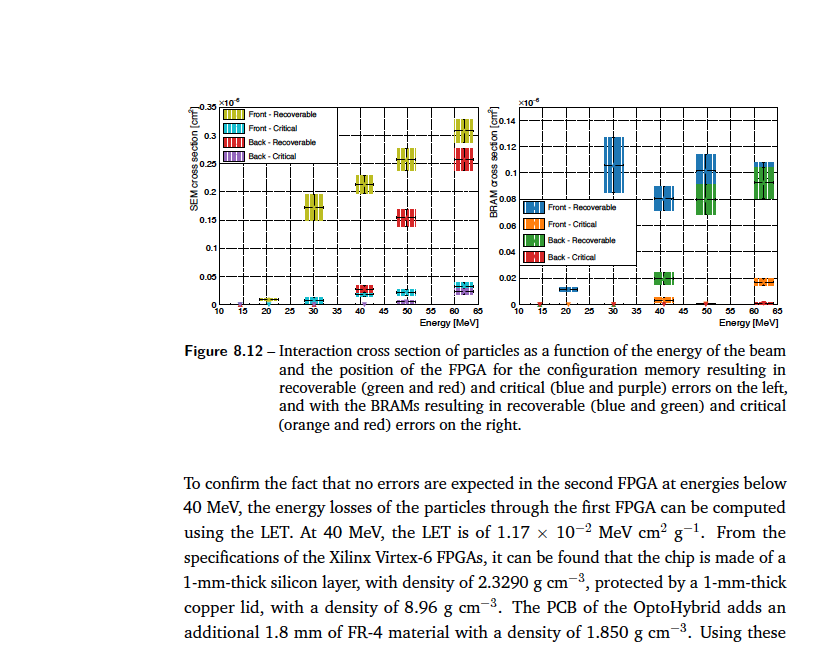 ×10⁻⁶
SEM cross section [cm²]
0.35
0.3
0.25
0.2
0.15
0.1
0.05
0
Front - Recoverable
Front - Critical
Back - Recoverable
Back - Critical
10 15 20 25 30 35 40 45 50 55 60 65
Energy [MeV]
×10⁻⁶
BRAM cross section [cm²]
0.14
0.12
0.1
0.08
0.06
0.04
0.02
0
Front - Recoverable
Front - Critical
Back - Recoverable
Back - Critical
10 15 20 25 30 35 40 45 50 55 60 65
Energy [MeV]
Figure 8.12 – Interaction cross section of particles as a function of the energy of the beam
and the position of the FPGA for the configuration memory resulting in
recoverable (green and red) and critical (blue and purple) errors on the left,
and with the BRAMs resulting in recoverable (blue and green) and critical
(orange and red) errors on the right.
To confirm the fact that no errors are expected in the second FPGA at energies below
40 MeV, the energy losses of the particles through the first FPGA can be computed
using the LET. At 40 MeV, the LET is of 1.17 × 10⁻² MeV cm² g⁻¹. From the
specifications of the Xilinx Virtex-6 FPGAs, it can be found that the chip is made of a
1-mm-thick silicon layer, with density of 2.3290 g cm⁻³, protected by a 1-mm-thick
copper lid, with a density of 8.96 g cm⁻³. The PCB of the OptoHybrid adds an
additional 1.8 mm of FR-4 material with a density of 1.850 g cm⁻³. Using these